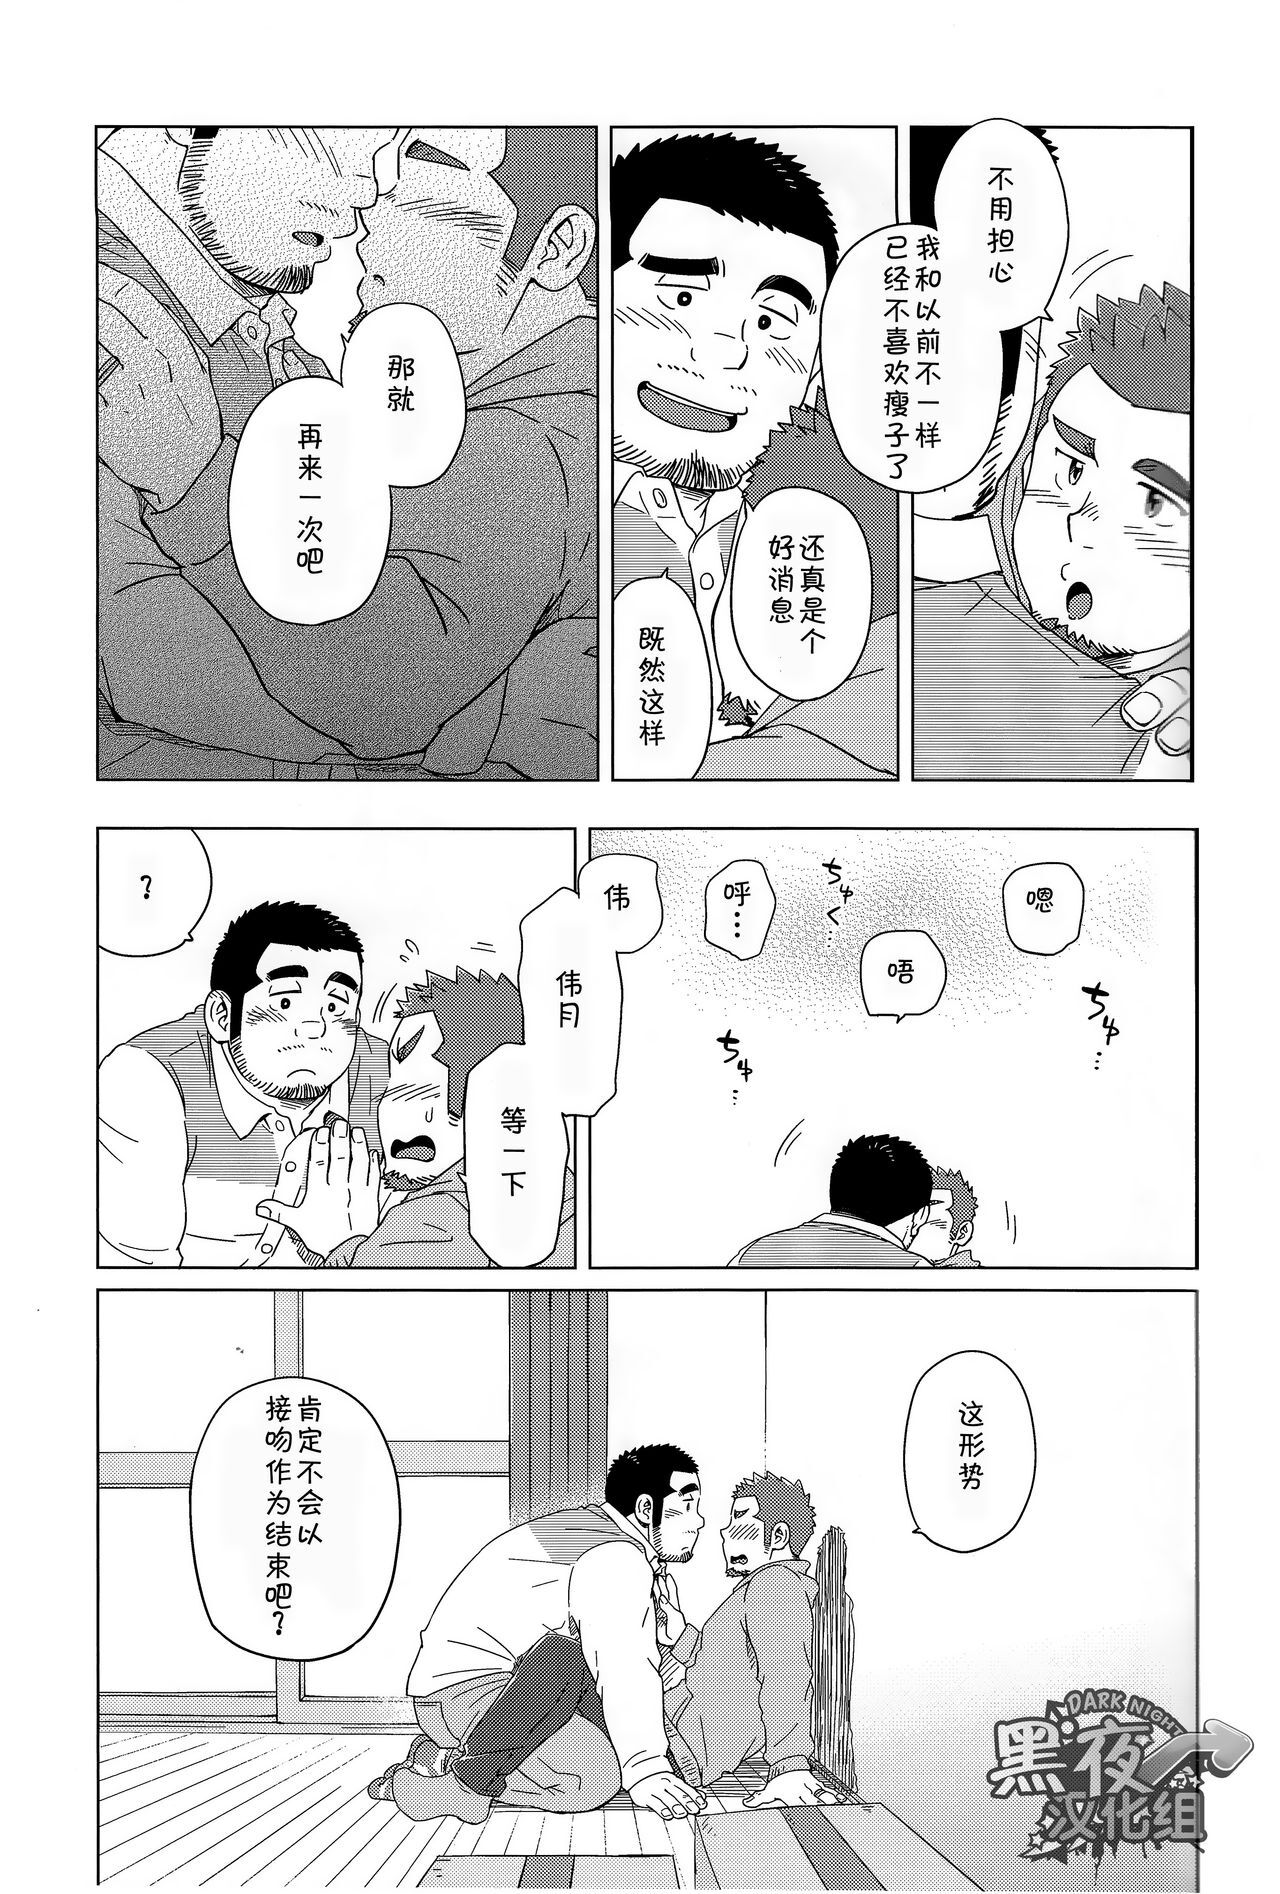 不用担心
我和以前不一样
已经不喜欢瘦子了
还真是个
好消息
既然这样
那就
再来一次吧
嗯
唔
ちゅ…
ちゅく…
呼…
ちゅ…
伟
伟月
等一下
？
这形势
肯定不会以
接吻作为结束吧？
DARK NIGHT
黑夜
汉化组